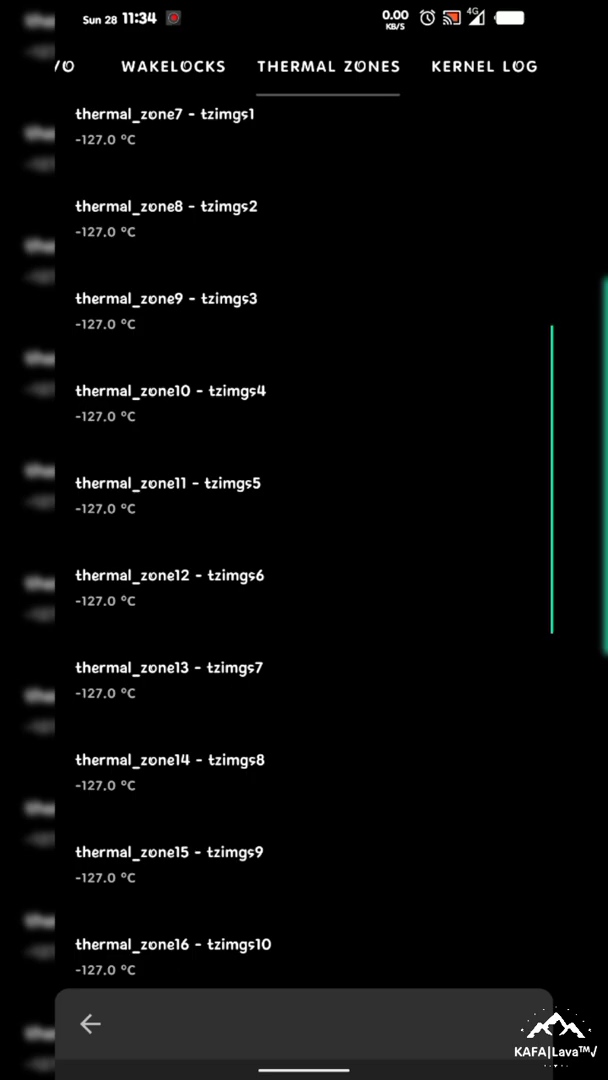 Sun 28 11:34
0.00
KB/S
4G
VO
WAKELOCKS
THERMAL ZONES
KERNEL LOG
thermal_zone7 - tzimgs1
-127.0 °C
thermal_zone8 - tzimgs2
-127.0 °C
thermal_zone9 - tzimgs3
-127.0 °C
thermal_zone10 - tzimgs4
-127.0 °C
thermal_zone11 - tzimgs5
-127.0 °C
thermal_zone12 - tzimgs6
-127.0 °C
thermal_zone13 - tzimgs7
-127.0 °C
thermal_zone14 - tzimgs8
-127.0 °C
thermal_zone15 - tzimgs9
-127.0 °C
thermal_zone16 - tzimgs10
-127.0 °C
KAFA|Lava™√